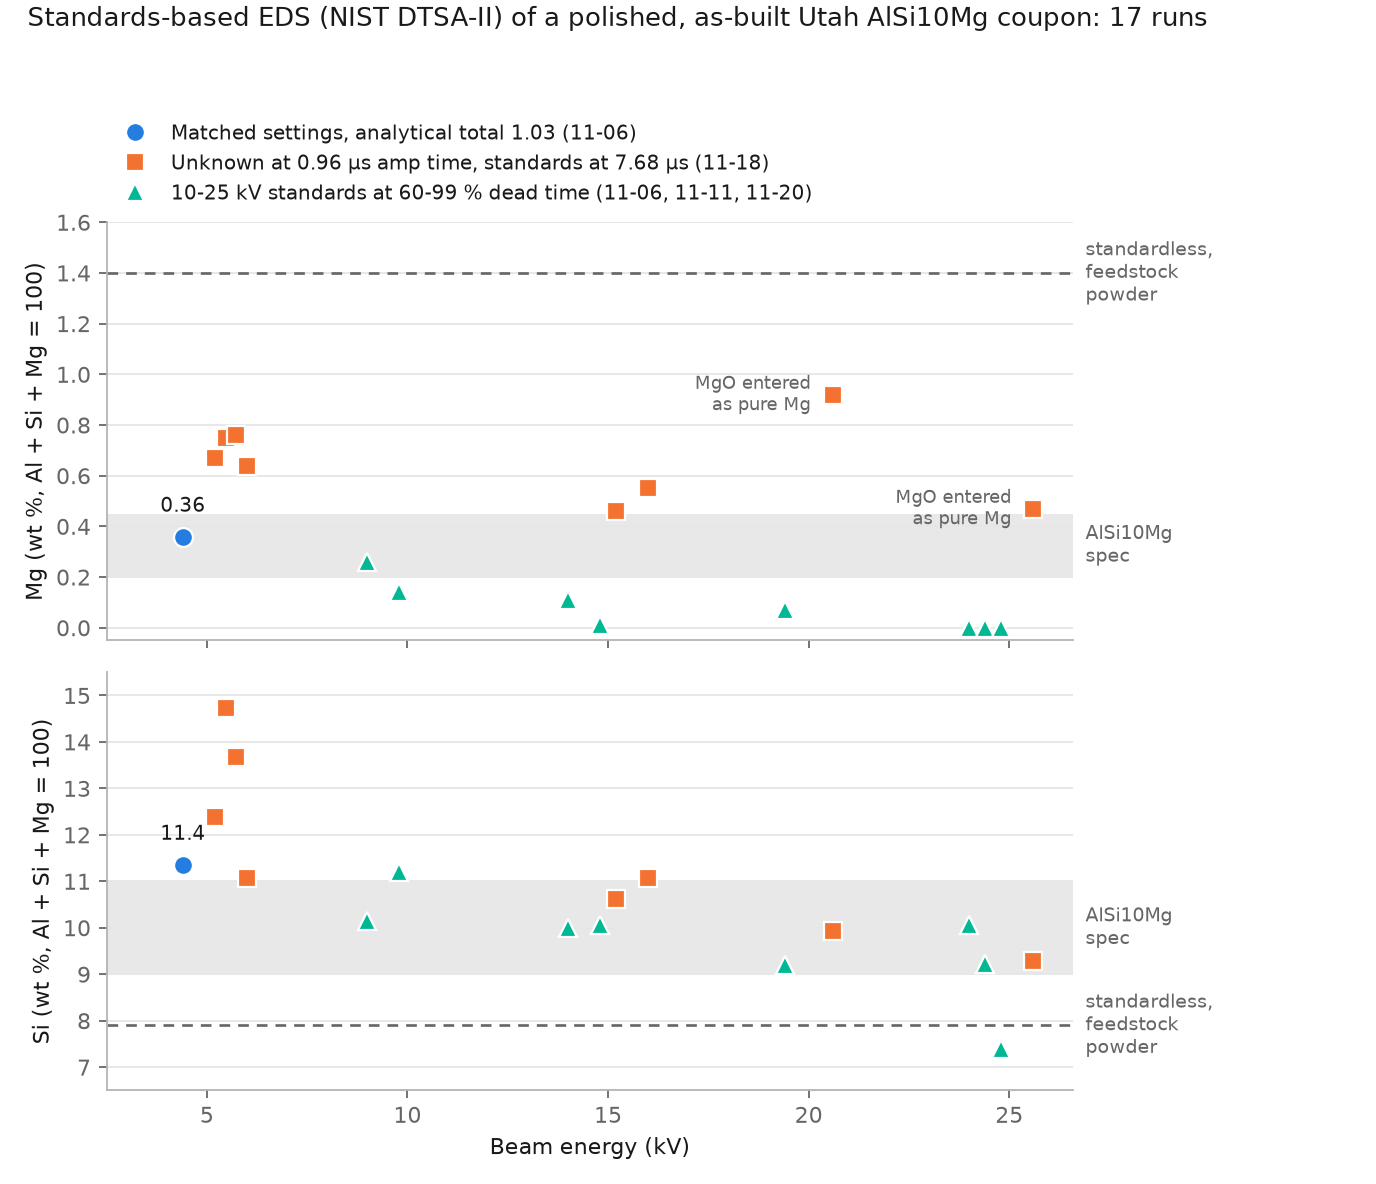 Standards-based EDS (NIST DTSA-II) of a polished, as-built Utah AlSi10Mg coupon: 17 runs
Matched settings, analytical total 1.03 (11-06)
Unknown at 0.96 µs amp time, standards at 7.68 µs (11-18)
10-25 kV standards at 60-99 % dead time (11-06, 11-11, 11-20)
Mg (wt %, Al + Si + Mg = 100)
1.6
1.4
1.2
1.0
0.8
0.6
0.4
0.2
0.0
standardless,
feedstock
powder
MgO entered
as pure Mg
MgO entered
as pure Mg
0.36
AlSi10Mg
spec
Si (wt %, Al + Si + Mg = 100)
15
14
13
12
11
10
9
8
7
11.4
AlSi10Mg
spec
standardless,
feedstock
powder
5
10
15
20
25
Beam energy (kV)